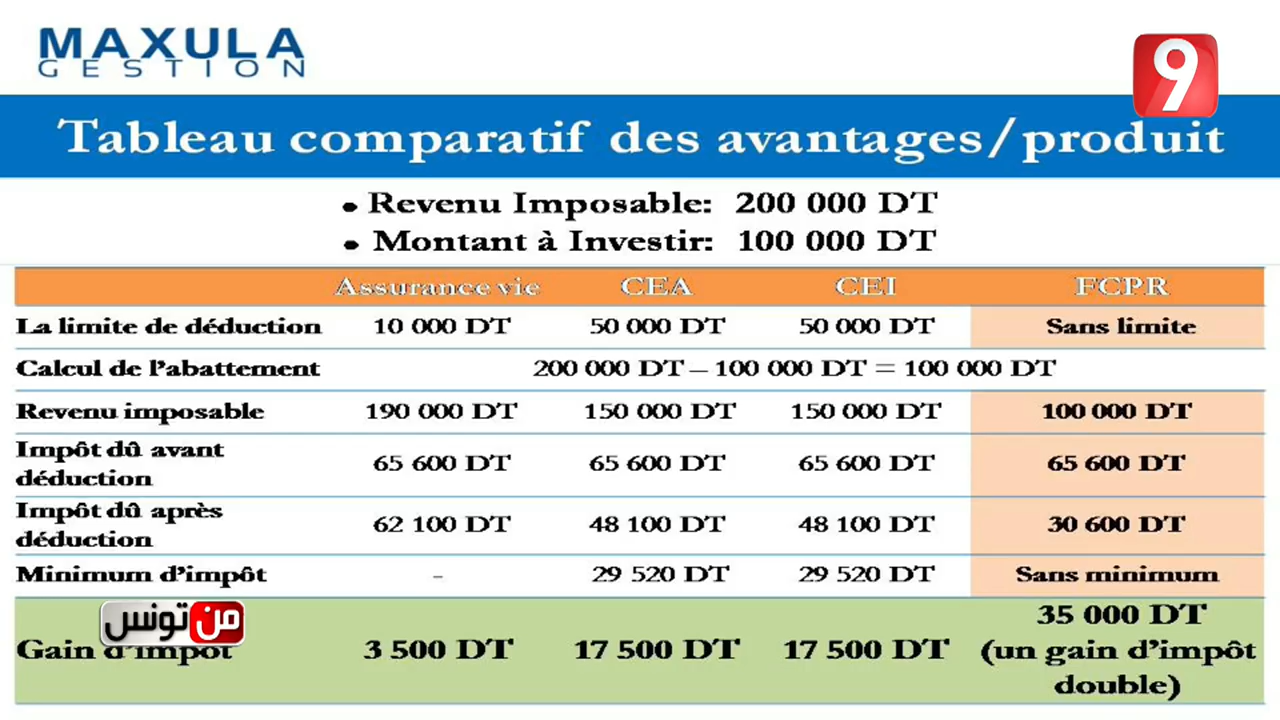 MAXULA
GESTION
9
Tableau comparatif des avantages/produit
• Revenu Imposable: 200 000 DT
• Montant à Investir: 100 000 DT
Assurance vie CEA CEI FCPR
La limite de déduction 10 000 DT 50 000 DT 50 000 DT Sans limite
Calcul de l'abattement 200 000 DT – 100 000 DT = 100 000 DT
Revenu imposable 190 000 DT 150 000 DT 150 000 DT 100 000 DT
Impôt dû avant
déduction 65 600 DT 65 600 DT 65 600 DT 65 600 DT
Impôt dû après
déduction 62 100 DT 48 100 DT 48 100 DT 30 600 DT
Minimum d'impôt - 29 520 DT 29 520 DT Sans minimum
من تونس
Gain d'impôt 3 500 DT 17 500 DT 17 500 DT 35 000 DT
(un gain d'impôt
double)